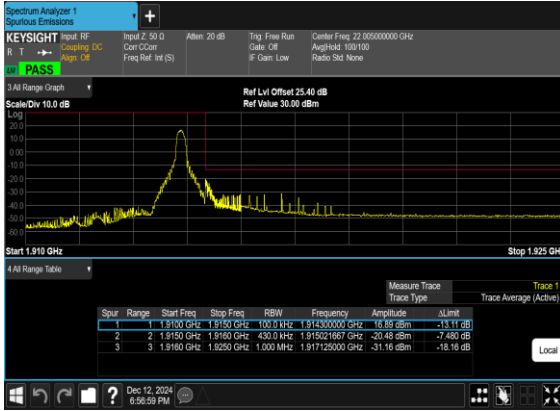 Spectrum Analyzer 1
Spurious Emissions
+
KEYSIGHT Input: RF Input Z: 50 Ω Atten: 20 dB Trig: Free Run Center Freq: 22.005000000 GHz
R T Coupling: DC Corr CCorr Gate: Off Avg|Hold: 100/100
Align: Off Freq Ref: Int (S) IF Gain: Low Radio Std: None
PASS
3 All Range Graph
Ref Lvl Offset 25.40 dB
Scale/Div 10.0 dB Ref Value 30.00 dBm
Log
20.0
10.0
0.00
-10.0
-20.0
-30.0
-40.0
-50.0
-60.0
Start 1.910 GHz Stop 1.925 GH
4 All Range Table
Measure Trace Trace 1
Trace Type Trace Average (Active)
Spur Range Start Freq Stop Freq RBW Frequency Amplitude ΔLimit
1 1 1.9100 GHz 1.9150 GHz 100.0 kHz 1.914300000 GHz 16.89 dBm -13.11 dB
2 2 1.9150 GHz 1.9160 GHz 430.0 kHz 1.915021667 GHz -20.48 dBm -7.480 dB
3 3 1.9160 GHz 1.9250 GHz 1.000 MHz 1.917125000 GHz -31.16 dBm -18.16 dB
Local
?
Dec 12, 2024
6:56:59 PM